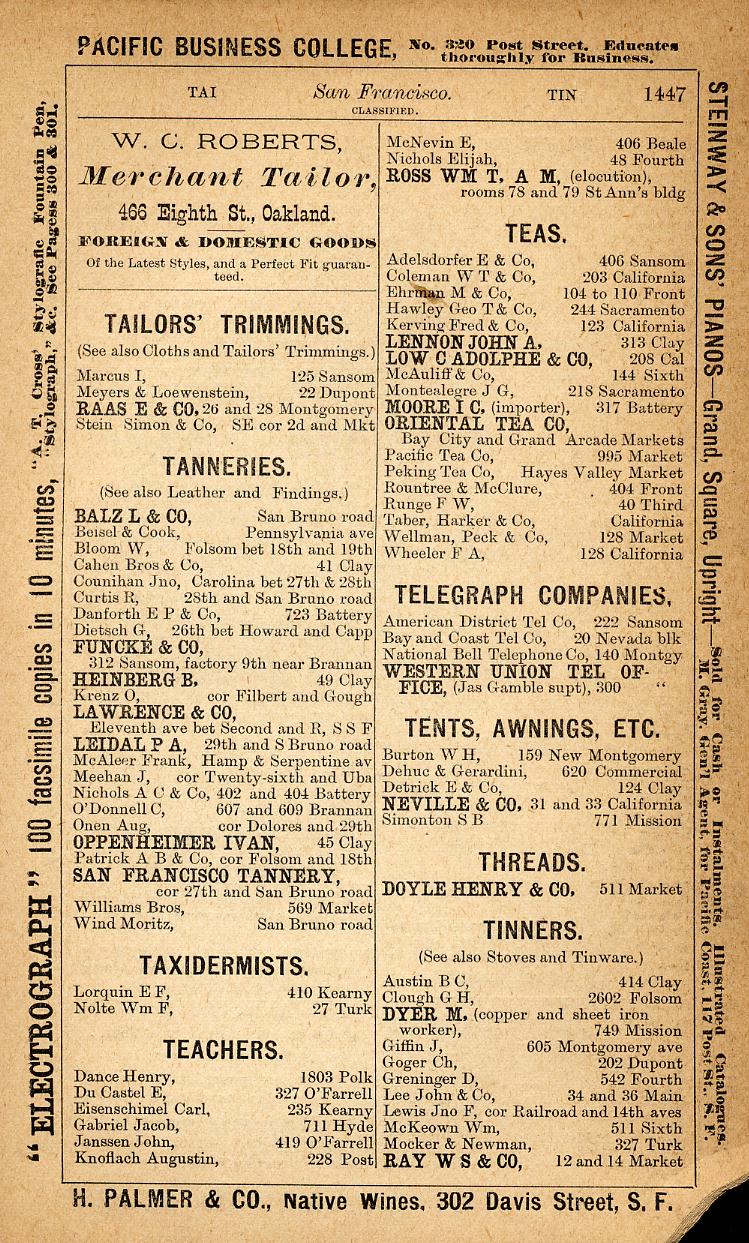 PACIFIC BUSINESS COLLEGE, No. 320 Post Street. Educates
thoroughly for Business.
TAI San Francisco. TIN 1447
CLASSIFIED.
W. C. ROBERTS,
Merchant Tailor,
466 Eighth St., Oakland.
FOREIGN & DOMESTIC GOODS
Of the Latest Styles, and a Perfect Fit guaran-
teed.
TAILORS' TRIMMINGS.
(See also Cloths and Tailors' Trimmings.)
Marcus I, 125 Sansom
Meyers & Loewenstein, 22 Dupont
RAAS E & CO, 26 and 28 Montgomery
Stein Simon & Co, SE cor 2d and Mkt
TANNERIES.
(See also Leather and Findings.)
BALZ L & CO, San Bruno road
Beisel & Cook, Pennsylvania ave
Bloom W, Folsom bet 18th and 19th
Cahen Bros & Co, 41 Clay
Counihan Jno, Carolina bet 27th & 28th
Curtis R, 28th and San Bruno road
Danforth E P & Co, 723 Battery
Dietsch G, 26th bet Howard and Capp
FUNCKE & CO,
312 Sansom, factory 9th near Brannan
HEINBERG B. 49 Clay
Krenz O, cor Filbert and Gough
LAWRENCE & CO,
Eleventh ave bet Second and R, S S F
LEIDAL P A, 29th and S Bruno road
McAleer Frank, Hamp & Serpentine av
Meehan J, cor Twenty-sixth and Uba
Nichols A C & Co, 402 and 404 Battery
O'Donnell C, 607 and 609 Brannan
Onen Aug, cor Dolores and 29th
OPPENHEIMER IVAN, 45 Clay
Patrick A B & Co, cor Folsom and 18th
SAN FRANCISCO TANNERY,
cor 27th and San Bruno road
Williams Bros, 569 Market
Wind Moritz, San Bruno road
TAXIDERMISTS.
Lorquin E F, 410 Kearny
Nolte Wm F, 27 Turk
TEACHERS.
Dance Henry, 1803 Polk
Du Castel E, 327 O'Farrell
Eisenschimel Carl, 235 Kearny
Gabriel Jacob, 711 Hyde
Janssen John, 419 O'Farrell
Knoflach Augustin, 228 Post
McNevin E, 406 Beale
Nichols Elijah, 48 Fourth
ROSS WM T. A M, (elocution),
rooms 78 and 79 St Ann's bldg
TEAS.
Adelsdorfer E & Co, 406 Sansom
Coleman W T & Co, 203 California
Ehrman M & Co, 104 to 110 Front
Hawley Geo T & Co, 244 Sacramento
Kerving Fred & Co, 123 California
LENNON JOHN A. 313 Clay
LOW C ADOLPHE & CO, 208 Cal
McAuliff & Co, 144 Sixth
Montealegre J G, 218 Sacramento
MOORE I C. (importer), 317 Battery
ORIENTAL TEA CO,
Bay City and Grand Arcade Markets
Pacific Tea Co, 995 Market
Peking Tea Co, Hayes Valley Market
Rountree & McClure, 404 Front
Runge F W, 40 Third
Taber, Harker & Co, California
Wellman, Peck & Co, 128 Market
Wheeler F A, 128 California
TELEGRAPH COMPANIES.
American District Tel Co, 222 Sansom
Bay and Coast Tel Co, 20 Nevada blk
National Bell Telephone Co, 140 Montgy
WESTERN UNION TEL OF-
FICE, (Jas Gamble supt), 300 "
TENTS, AWNINGS, ETC.
Burton W H, 159 New Montgomery
Dehuc & Gerardini, 620 Commercial
Detrick E & Co, 124 Clay
NEVILLE & CO. 31 and 33 California
Simonton S B 771 Mission
THREADS.
DOYLE HENRY & CO. 511 Market
TINNERS.
(See also Stoves and Tinware.)
Austin B C, 414 Clay
Clough G H, 2602 Folsom
DYER M, (copper and sheet iron
worker), 749 Mission
Giffin J, 605 Montgomery ave
Goger Ch, 202 Dupont
Greninger D, 542 Fourth
Lee John & Co, 34 and 36 Main
Lewis Jno F, cor Railroad and 14th aves
McKeown Wm, 511 Sixth
Mocker & Newman, 327 Turk
RAY W S & CO, 12 and 14 Market
"ELECTROGRAPH" 100 facsimile copies in 10 minutes, "A. T. Cross' Stylografic Fountain Pen,
"Stylograph," &c. See Pagess 300 & 301.
STEINWAY & SONS' PIANOS—Grand, Square, Upright—Sold for Cash or Instalments. Illustrated Catalogues.
M. Gray, Gen'l Agent, for Pacific Coast, 117 Post St., S. F.
H. PALMER & CO., Native Wines, 302 Davis Street, S. F.